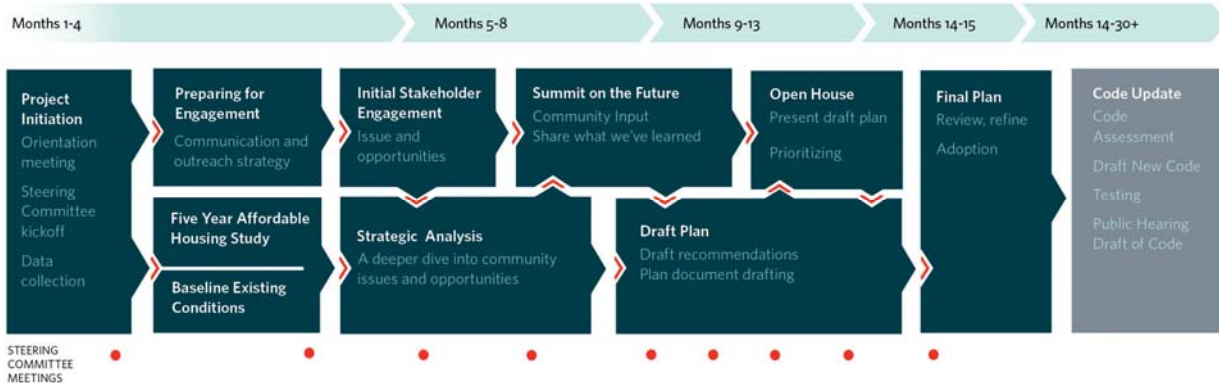 Months 1-4
Months 5-8
Months 9-13
Months 14-15
Months 14-30+
Project
Initiation
Orientation
meeting
Steering
Committee
kickoff
Data
collection
Preparing for
Engagement
Communication and
outreach strategy
Five Year Affordable
Housing Study
Baseline Existing
Conditions
Initial Stakeholder
Engagement
Issue and
opportunities
Strategic Analysis
A deeper dive into community
issues and opportunities
Summit on the Future
Community Input
Share what we've learned
Draft Plan
Draft recommendations
Plan document drafting
Open House
Present draft plan
Prioritizing
Final Plan
Review, refine
Adoption
Code Update
Code
Assessment
Draft New Code
Testing
Public Hearing
Draft of Code
STEERING
COMMITTEE
MEETINGS